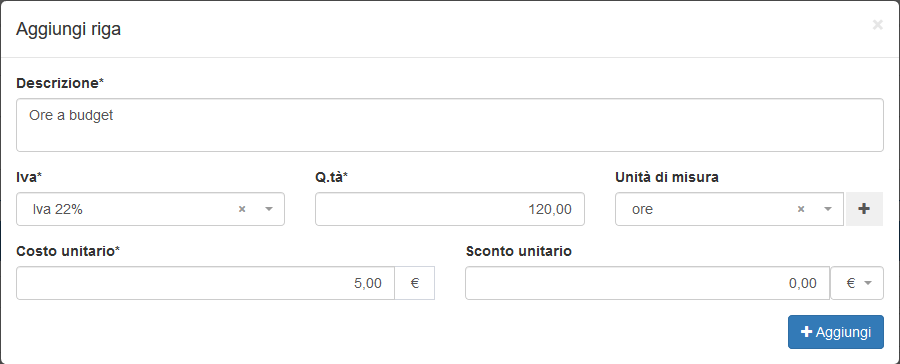 Aggiungi riga ×
Descrizione*
Ore a budget
Iva* Q.tà* Unità di misura
Iva 22% × 120,00 ore × +
Costo unitario* Sconto unitario
5,00 € 0,00 €
+ Aggiungi